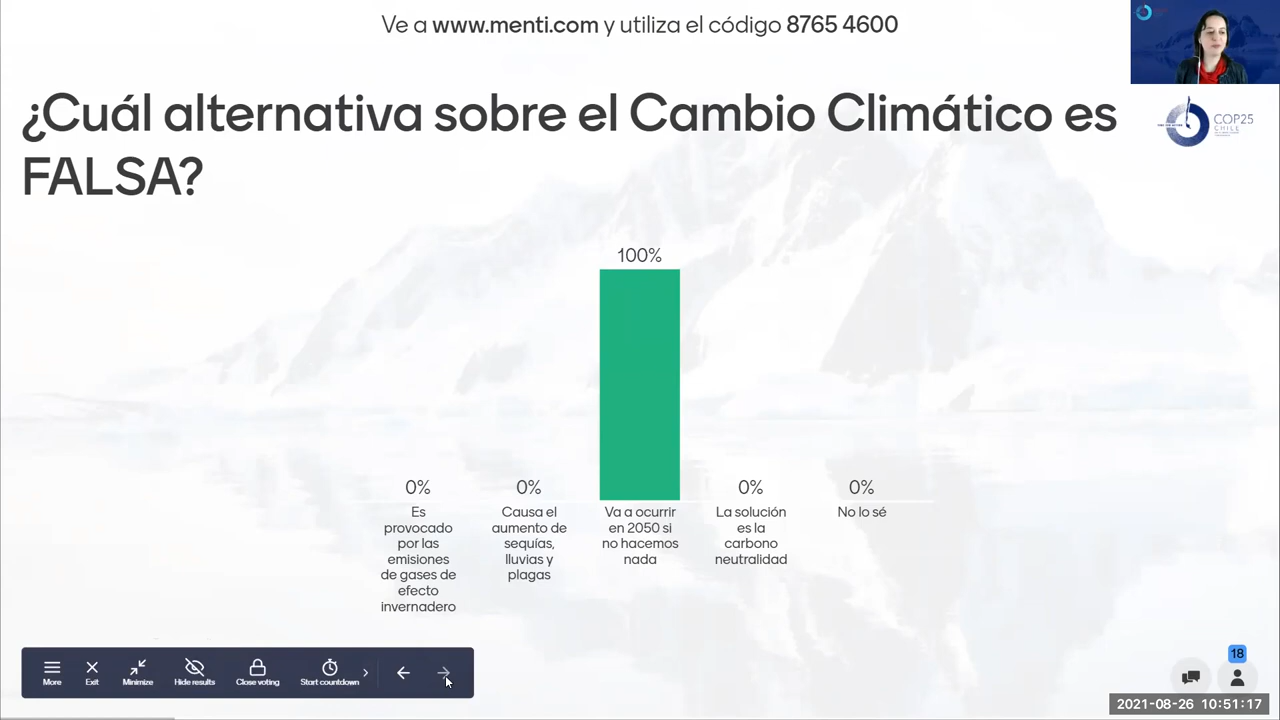 Ve a www.menti.com y utiliza el código 8765 4600
¿Cuál alternativa sobre el Cambio Climático es
FALSA?
COP25
CHILE
100%
0%
0%
0%
0%
Es
provocado
por las
emisiones
de gases de
efecto
invernadero
Causa el
aumento de
sequías,
lluvias y
plagas
Va a ocurrir
en 2050 si
no hacemos
nada
La solución
es la
carbono
neutralidad
No lo sé
More
Exit
Minimize
Hide results
Close voting
Start countdown
18
2021-08-26 10:51:17